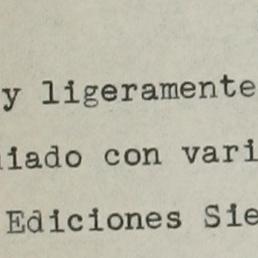 y ligeramente
iado con vari
Ediciones Sie